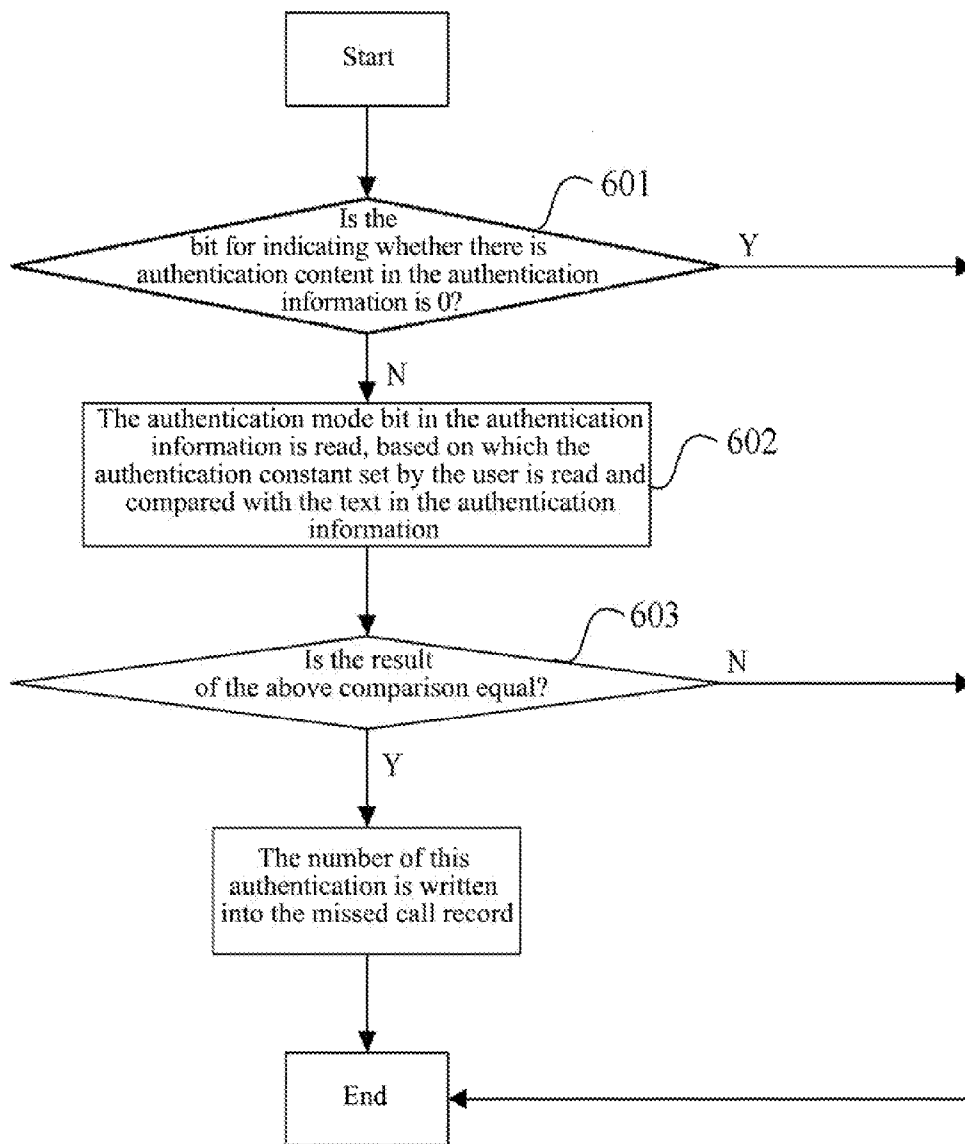 Start
601
Is the
bit for indicating whether there is
authentication content in the authentication
information is 0?
Y
N
The authentication mode bit in the authentication
information is read, based on which the
authentication constant set by the user is read and
compared with the text in the authentication
information
602
603
Is the result
of the above comparison equal?
N
Y
The number of this
authentication is written
into the missed call record
End